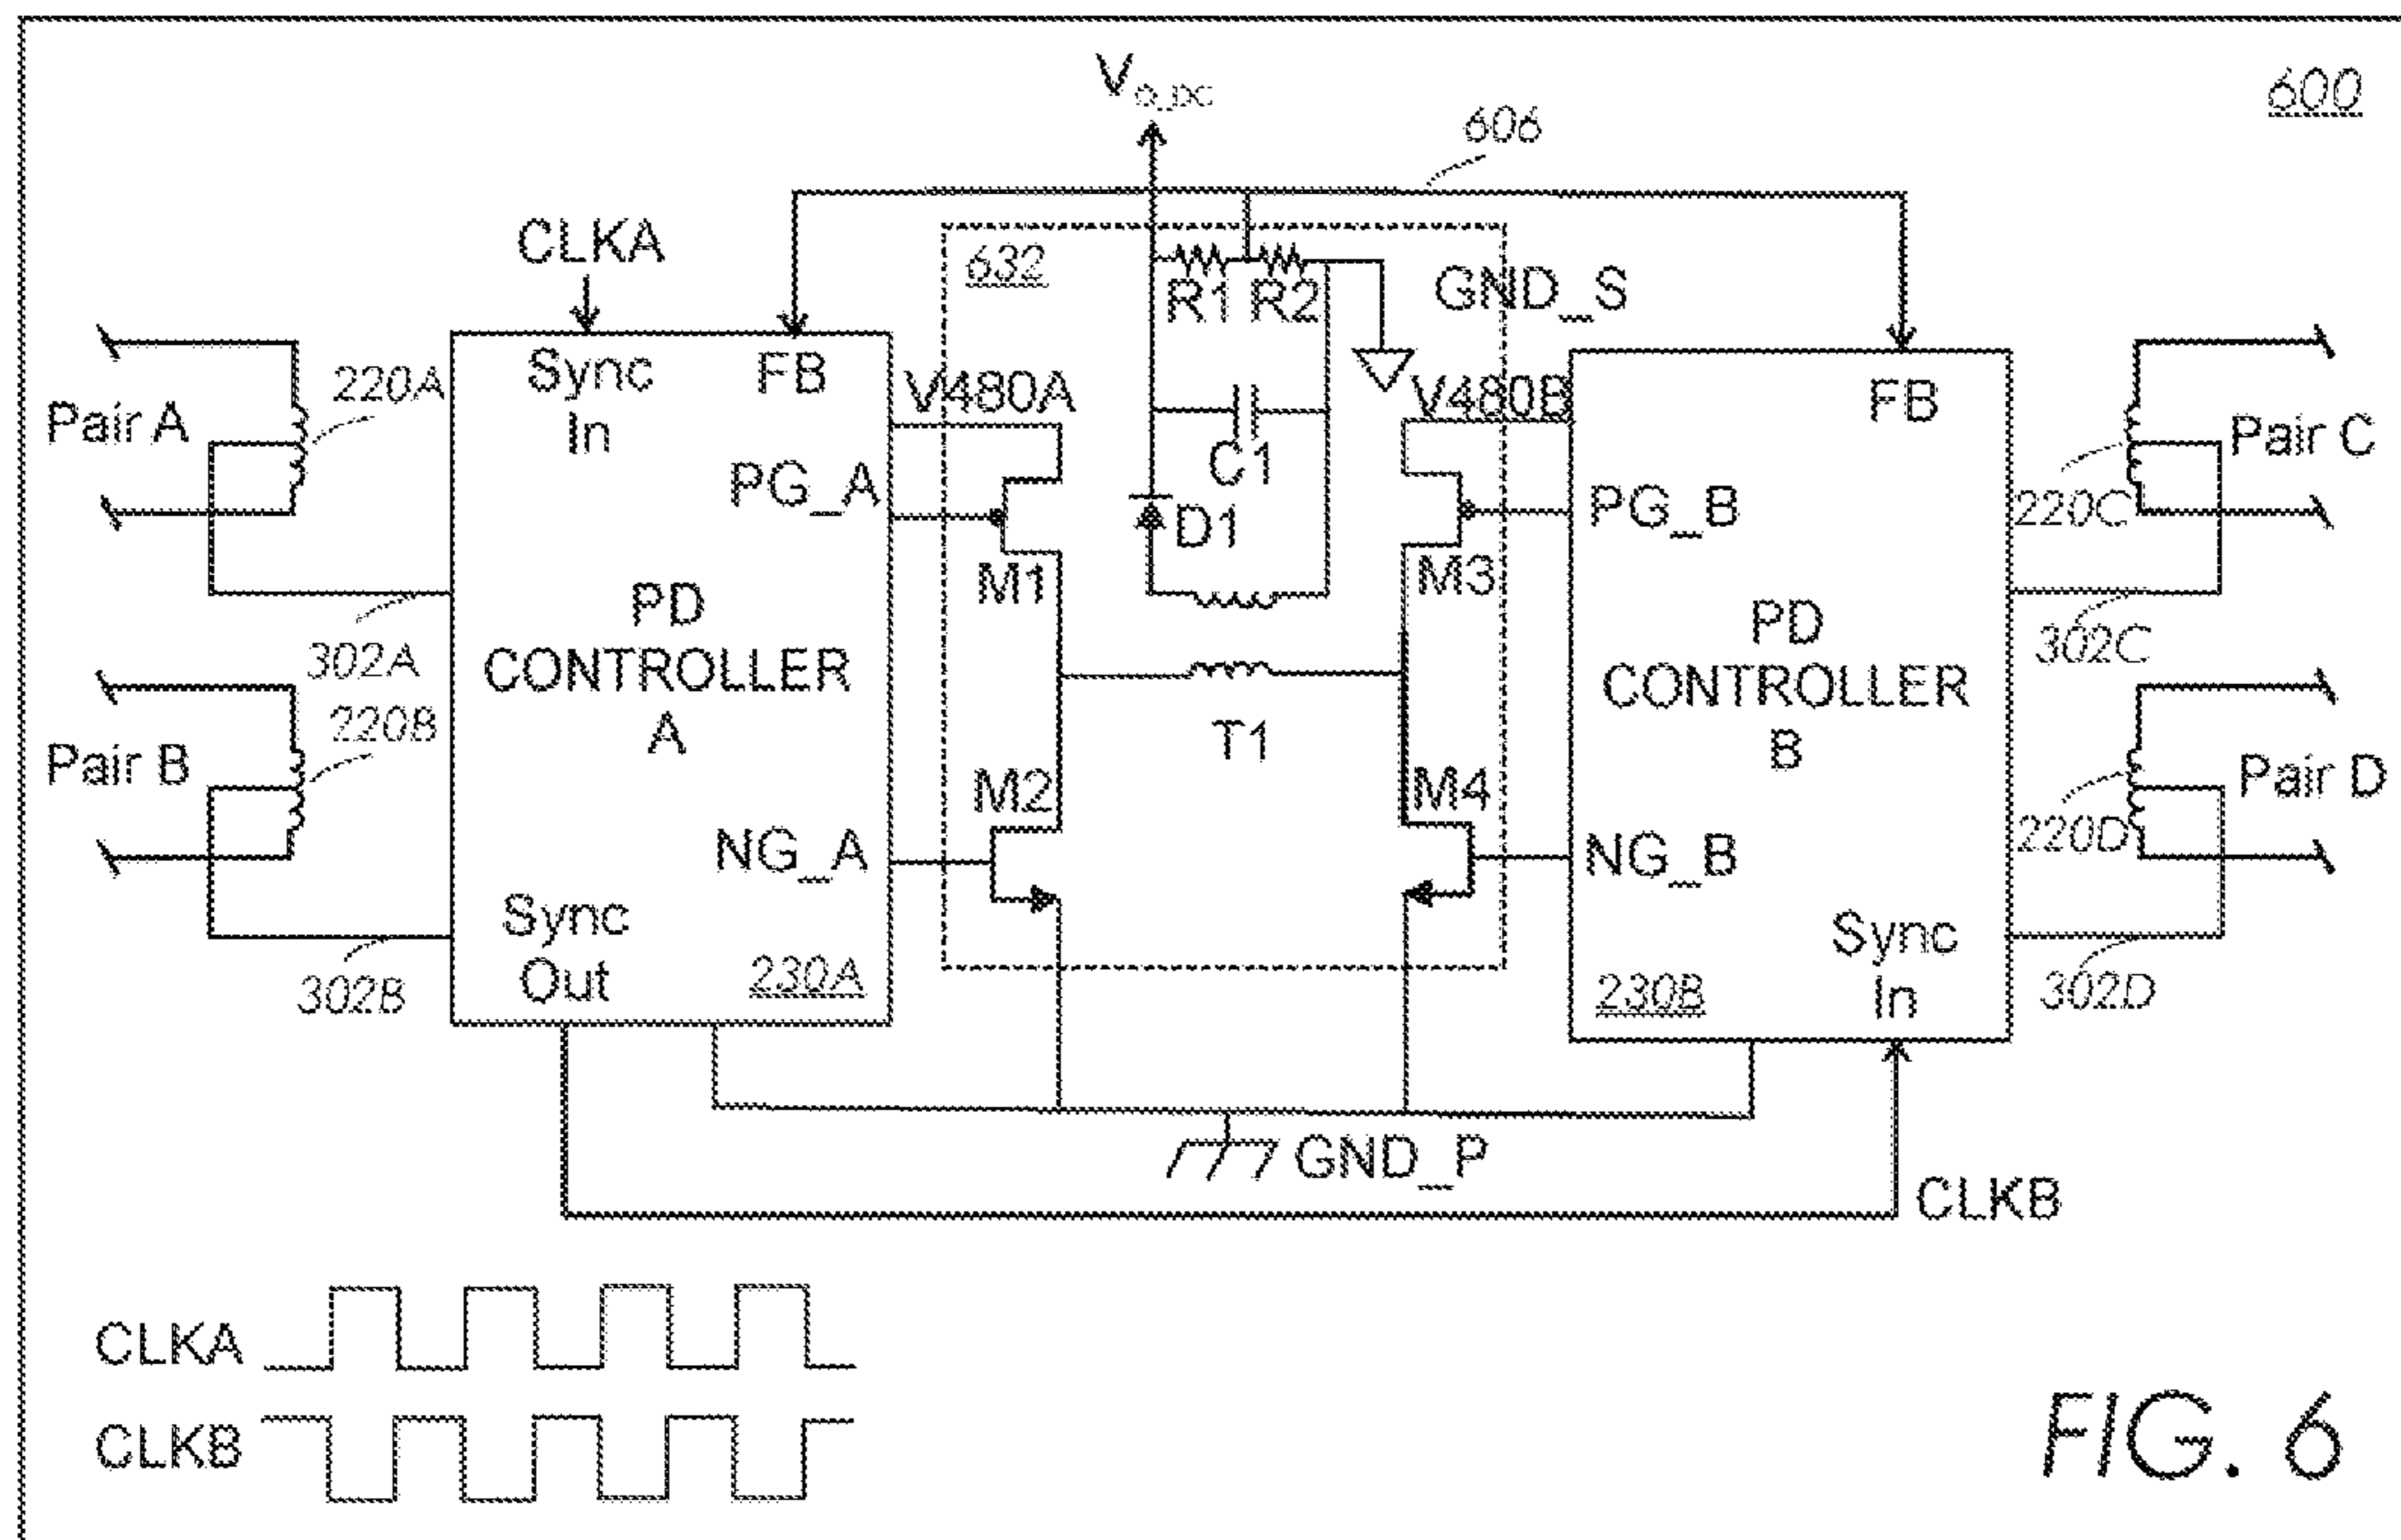 600
V
606
CLKA
632
R1 R2
GND_S
Sync In
FB
V480A
V480B
FB
220A
Pair A
C1
Pair C
220C
PG_A
D1
PG_B
M1
M3
302A
PD CONTROLLER A
PD CONTROLLER B
302C
220B
Pair B
T1
M2
M4
Pair D
220D
NG_A
NG_B
Sync Out
Sync In
302B
230A
230B
302D
GND_P
CLKB
CLKA
CLKB
FIG. 6